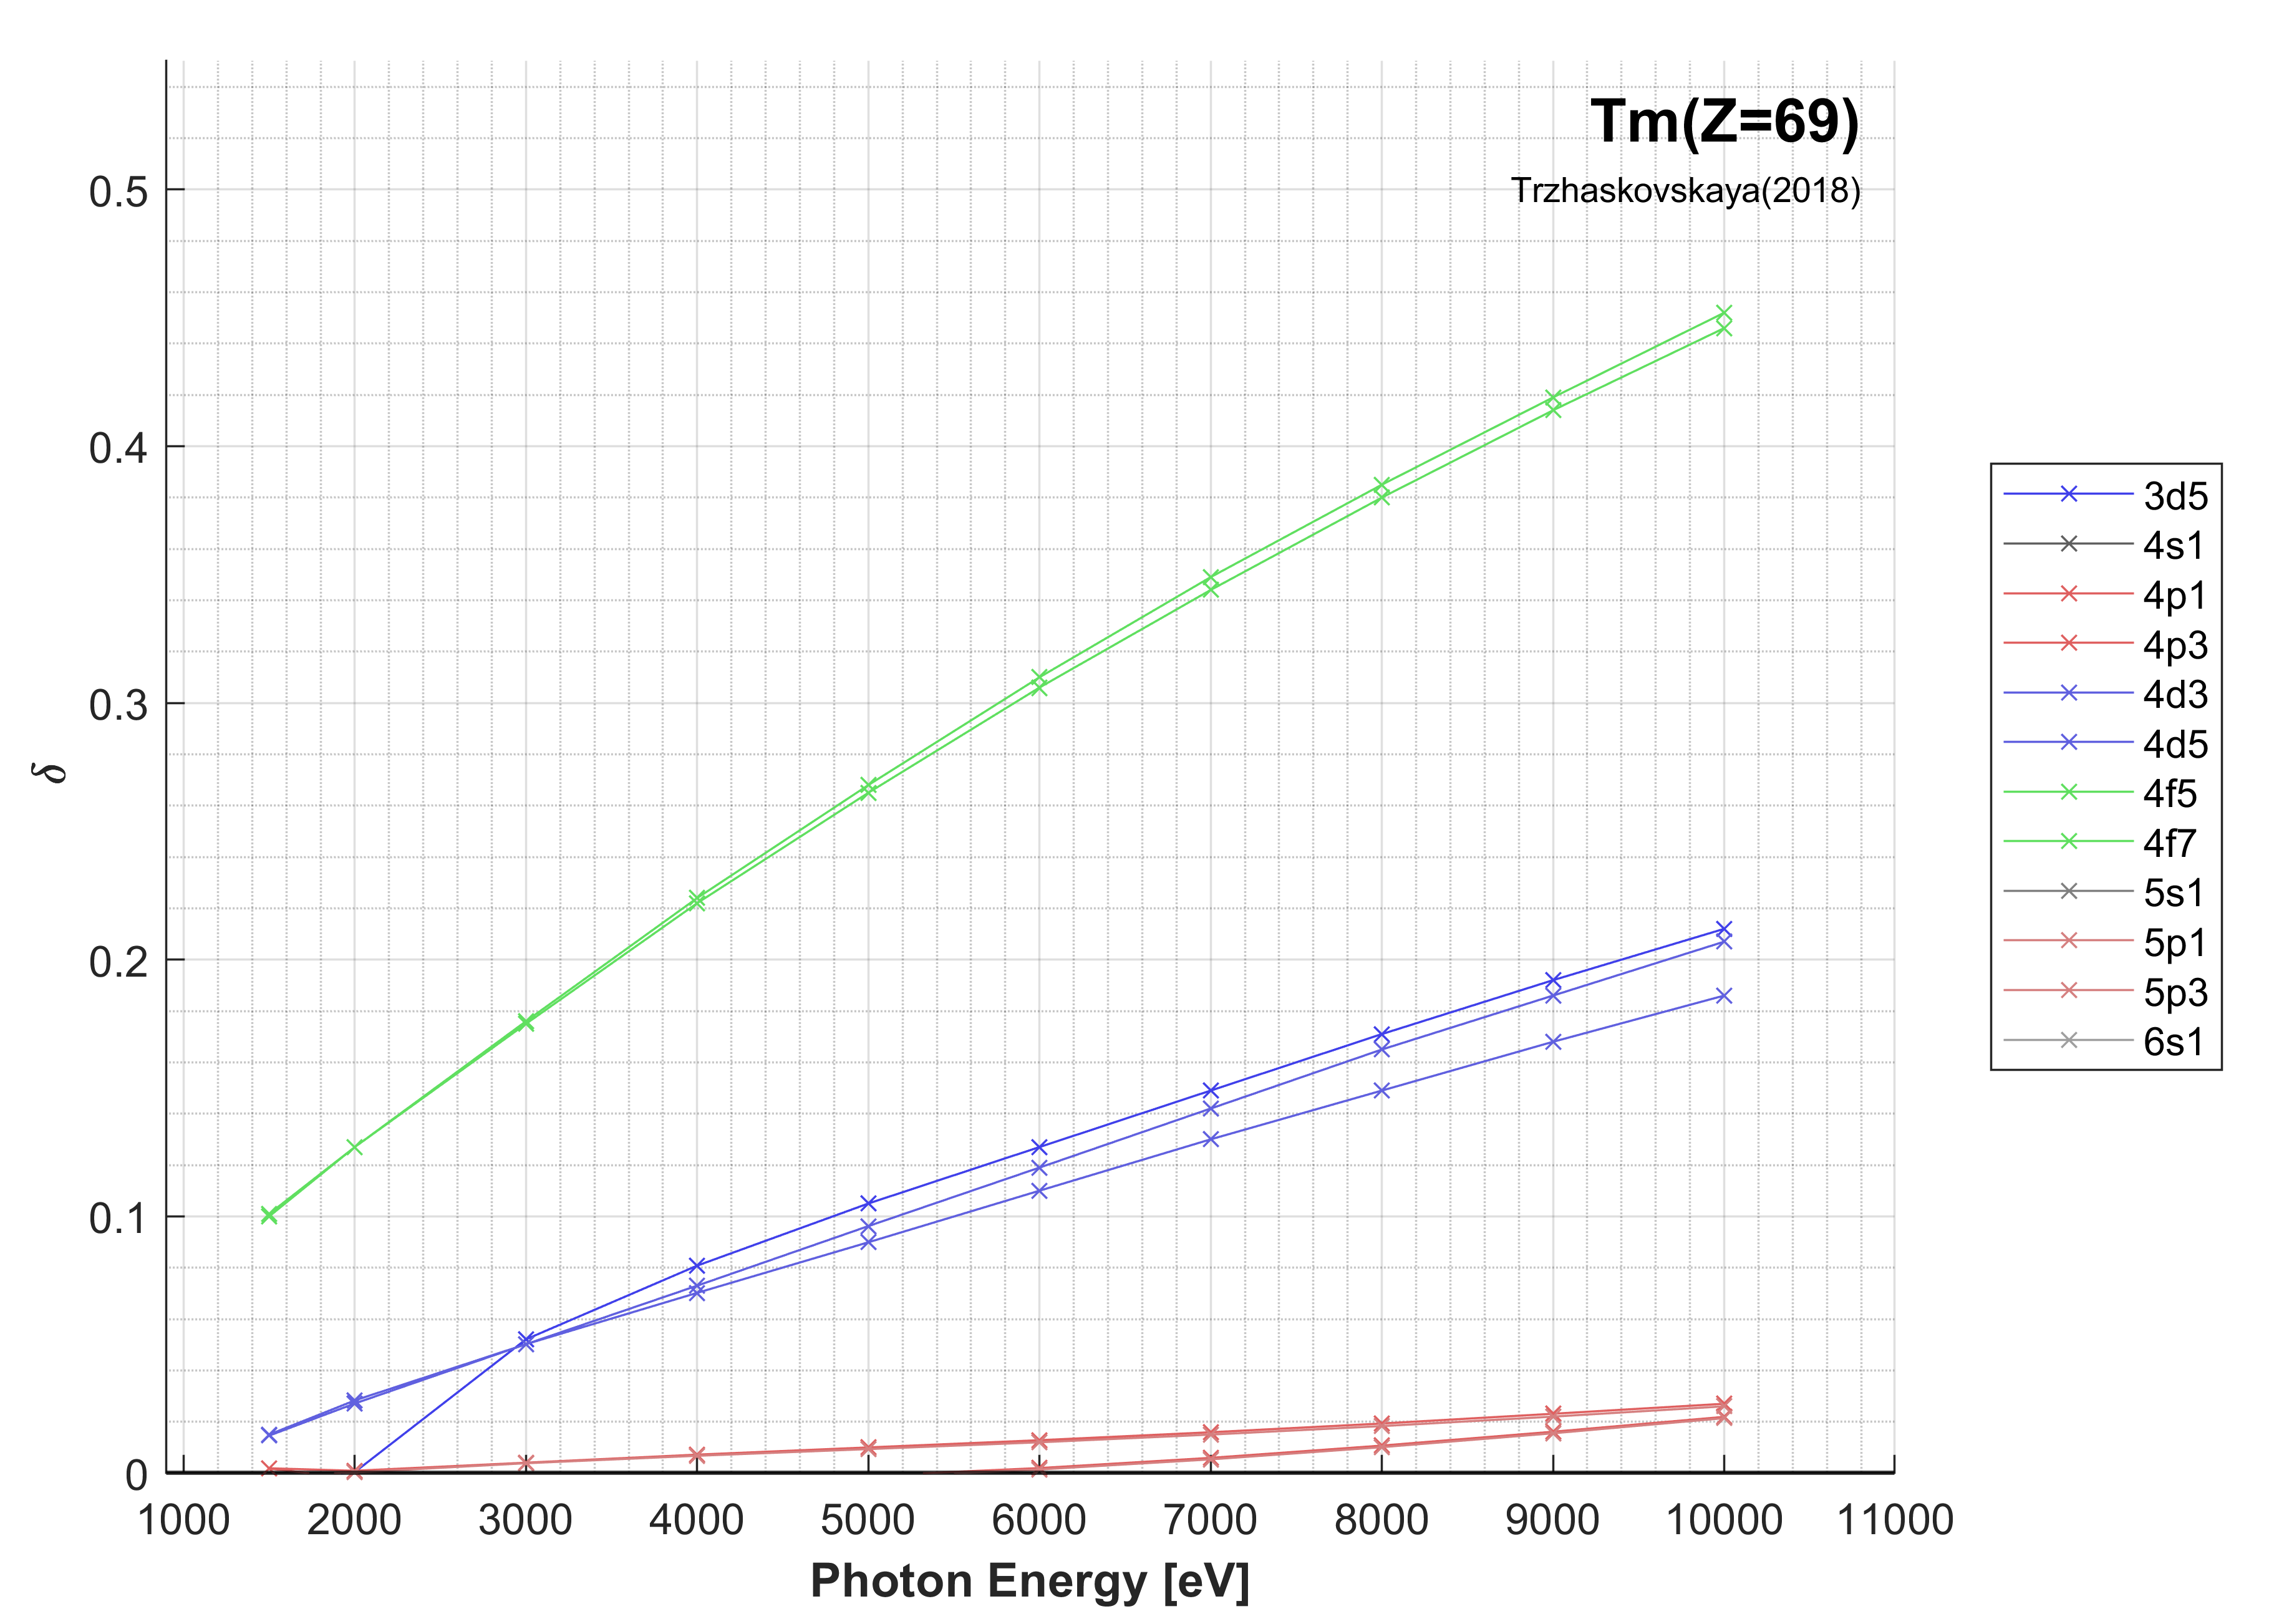 Tm(Z=69)
Trzhaskovskaya(2018)
0.5
0.4
0.3
0.2
0.1
0
δ
1000 2000 3000 4000 5000 6000 7000 8000 9000 10000 11000
Photon Energy [eV]
3d5
4s1
4p1
4p3
4d3
4d5
4f5
4f7
5s1
5p1
5p3
6s1